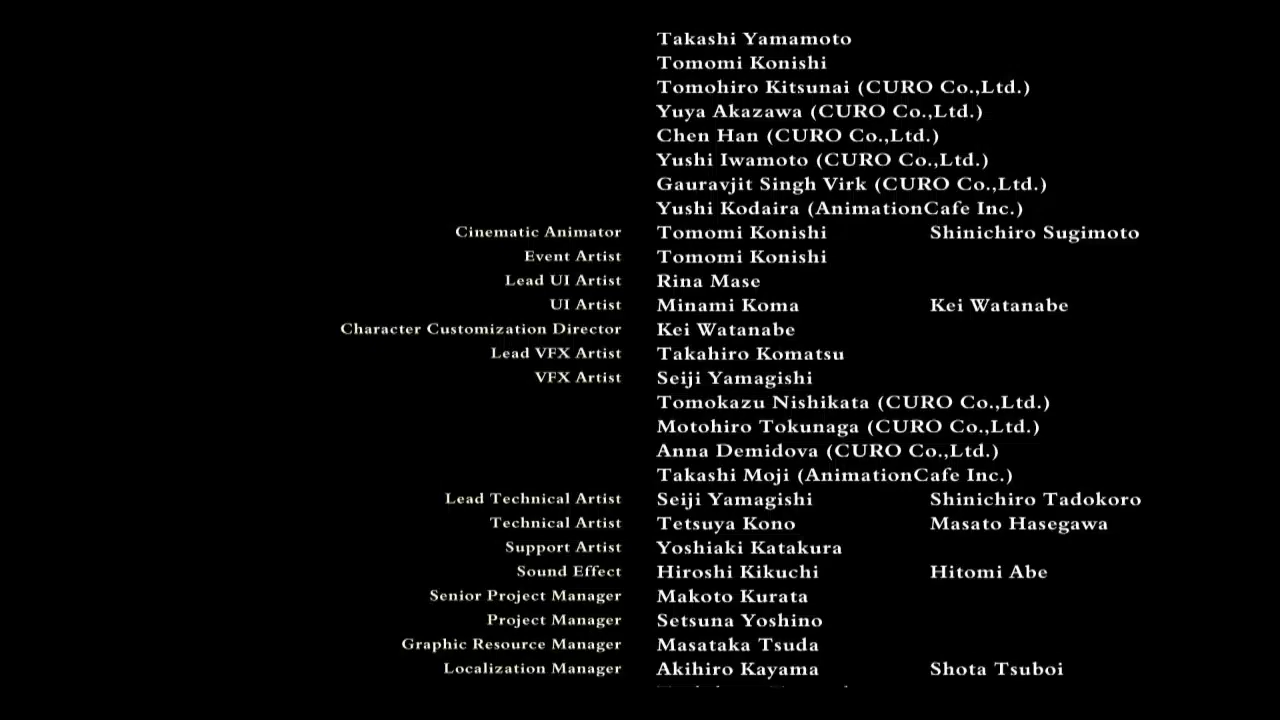 Takashi Yamamoto
Tomomi Konishi
Tomohiro Kitsunai (CURO Co.,Ltd.)
Yuya Akazawa (CURO Co.,Ltd.)
Chen Han (CURO Co.,Ltd.)
Yushi Iwamoto (CURO Co.,Ltd.)
Gauravjit Singh Virk (CURO Co.,Ltd.)
Yushi Kodaira (AnimationCafe Inc.)
Cinematic Animator Tomomi Konishi Shinichiro Sugimoto
Event Artist Tomomi Konishi
Lead UI Artist Rina Mase
UI Artist Minami Koma Kei Watanabe
Character Customization Director Kei Watanabe
Lead VFX Artist Takahiro Komatsu
VFX Artist Seiji Yamagishi
Tomokazu Nishikata (CURO Co.,Ltd.)
Motohiro Tokunaga (CURO Co.,Ltd.)
Anna Demidova (CURO Co.,Ltd.)
Takashi Moji (AnimationCafe Inc.)
Lead Technical Artist Seiji Yamagishi Shinichiro Tadokoro
Technical Artist Tetsuya Kono Masato Hasegawa
Support Artist Yoshiaki Katakura
Sound Effect Hiroshi Kikuchi Hitomi Abe
Senior Project Manager Makoto Kurata
Project Manager Setsuna Yoshino
Graphic Resource Manager Masataka Tsuda
Localization Manager Akihiro Kayama Shota Tsuboi